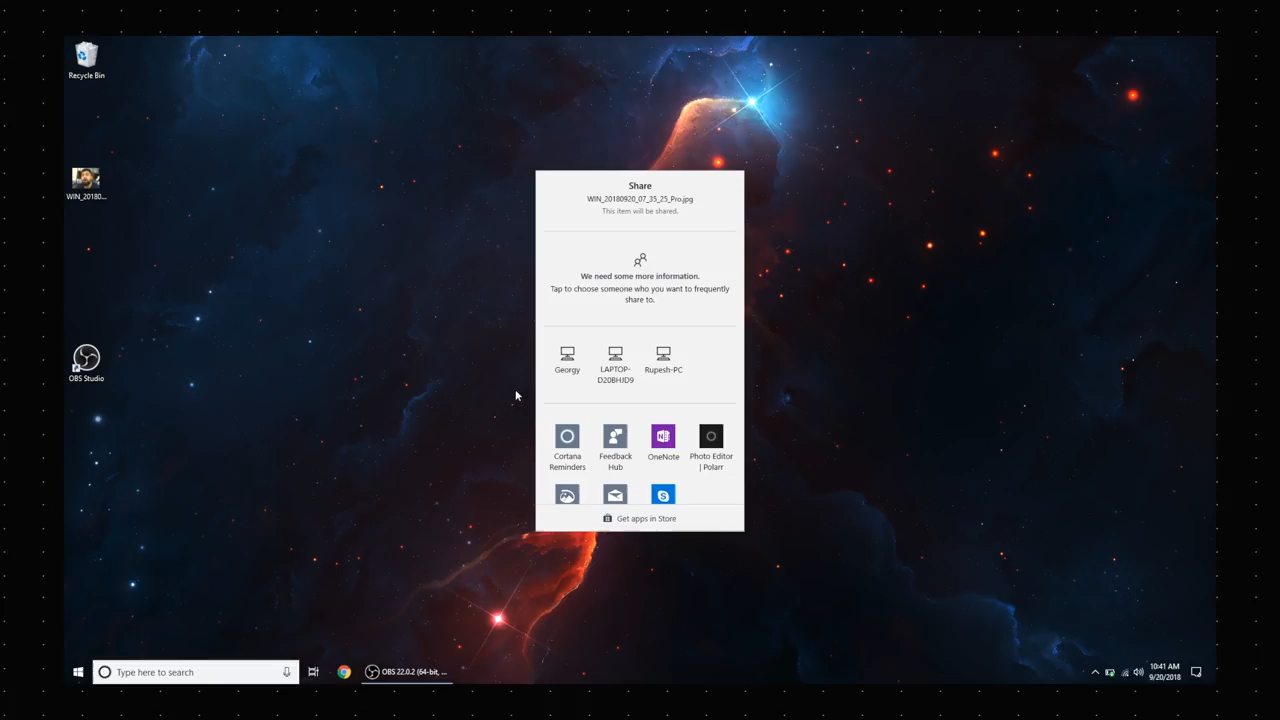 Recycle Bin
WIN_20180...
OBS Studio
Share
WIN_20180920_07_35_25_Pro.jpg
This item will be shared.
We need some more information.
Tap to choose someone who you want to frequently
share to.
Georgy
LAPTOP-
D20BHJD9
Rupesh-PC
Cortana
Reminders
Feedback
Hub
OneNote
Photo Editor
| Polarr
Get apps in Store
Type here to search
OBS 22.0.2 (64-bit, ...
10:41 AM
9/20/2018